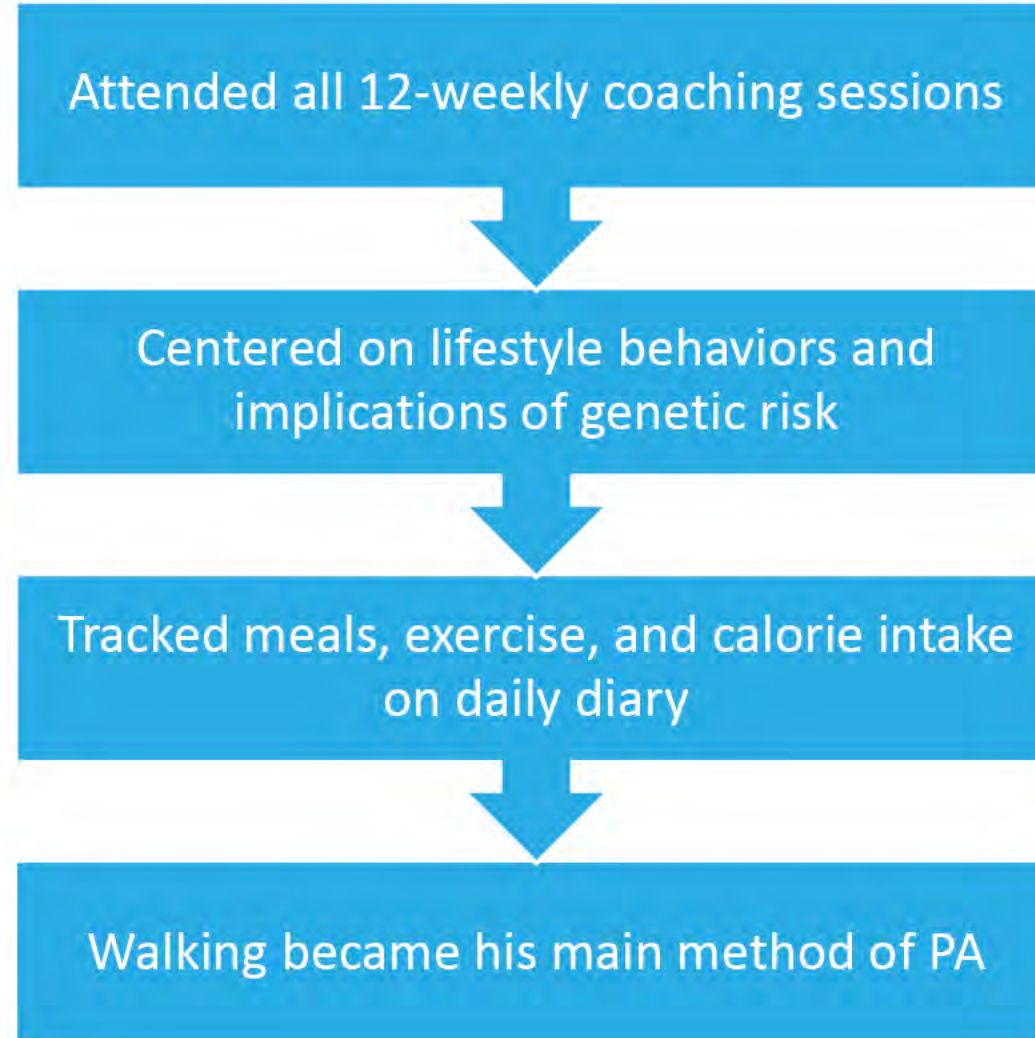 Attended all 12-weekly coaching sessions
Centered on lifestyle behaviors and
implications of genetic risk
Tracked meals, exercise, and calorie intake
on daily diary
Walking became his main method of PA